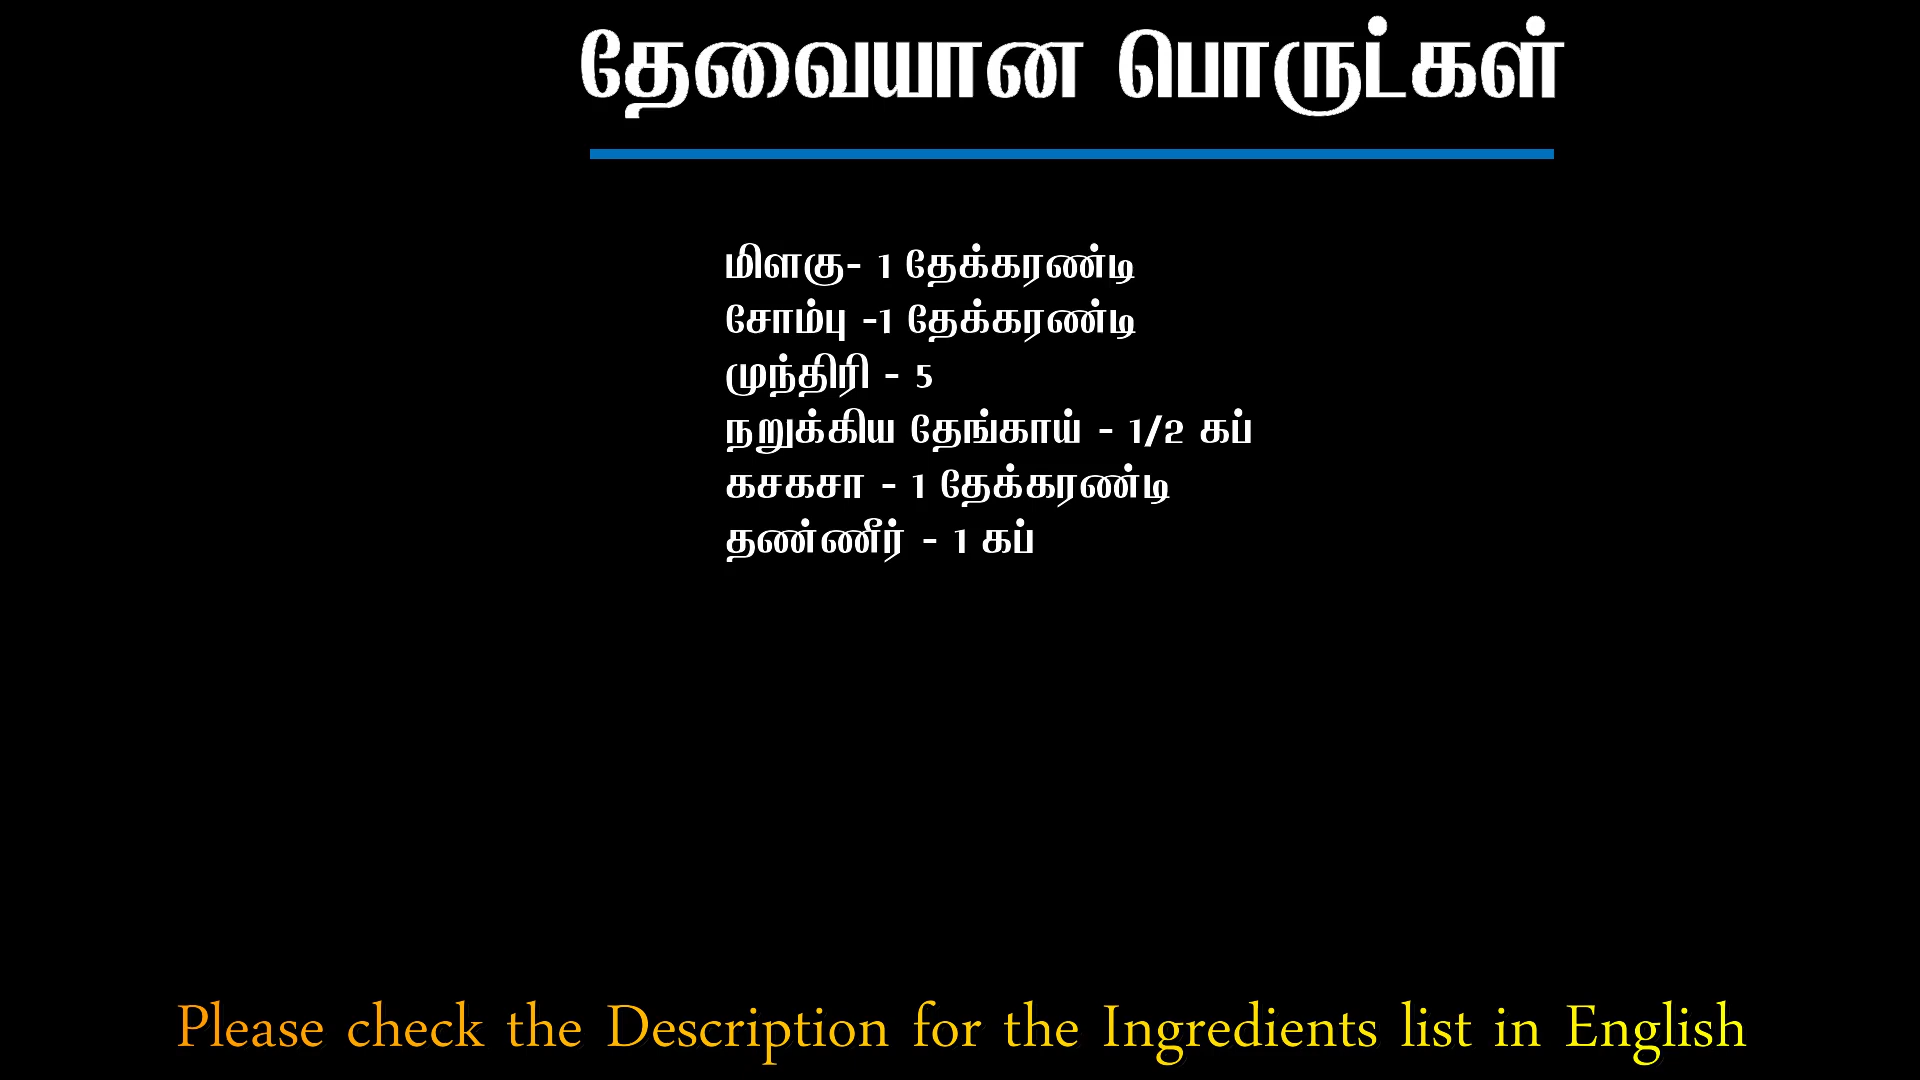 தேவையான பொருட்கள்
மிளகு- 1 தேக்கரண்டி
சோம்பு -1 தேக்கரண்டி
முந்திரி - 5
நறுக்கிய தேங்காய் - 1/2 கப்
கசகசா - 1 தேக்கரண்டி
தண்ணீர் - 1 கப்
Please check the Description for the Ingredients list in English